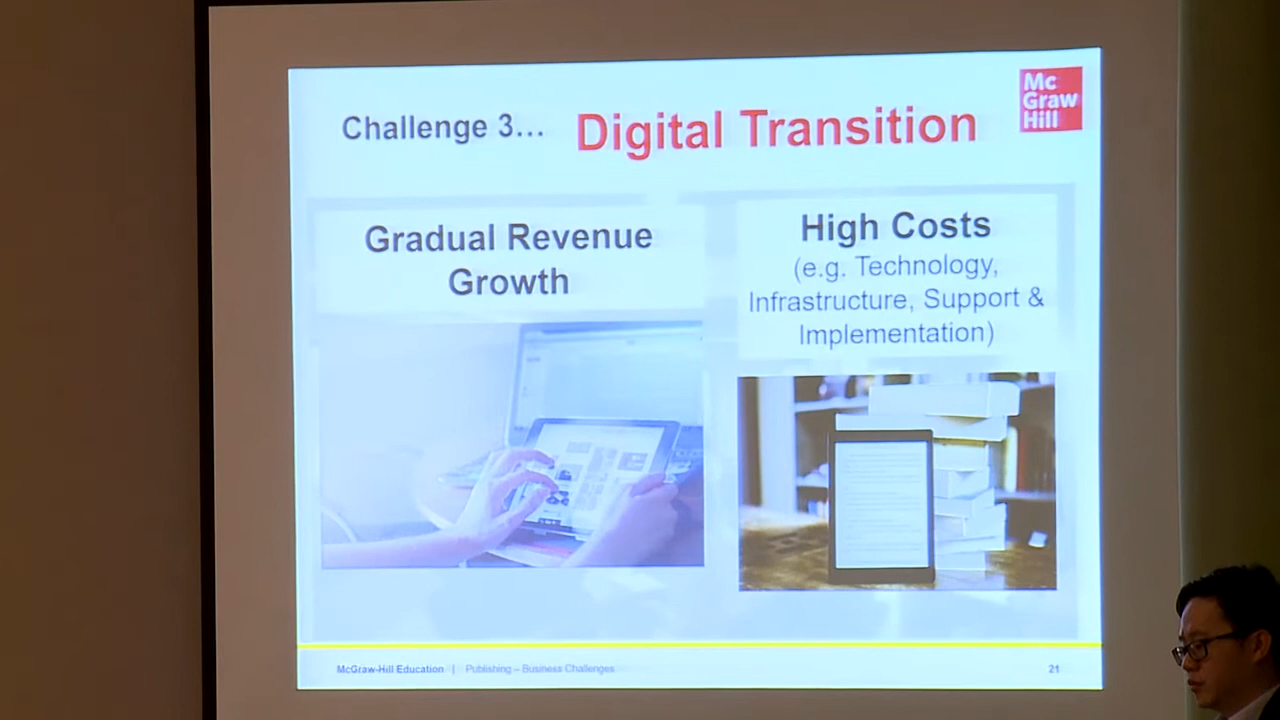 Challenge 3...
Digital Transition
Mc
Graw
Hill
Gradual Revenue
Growth
High Costs
(e.g. Technology,
Infrastructure, Support &
Implementation)
McGraw-Hill Education | Publishing – Business Challenges
21